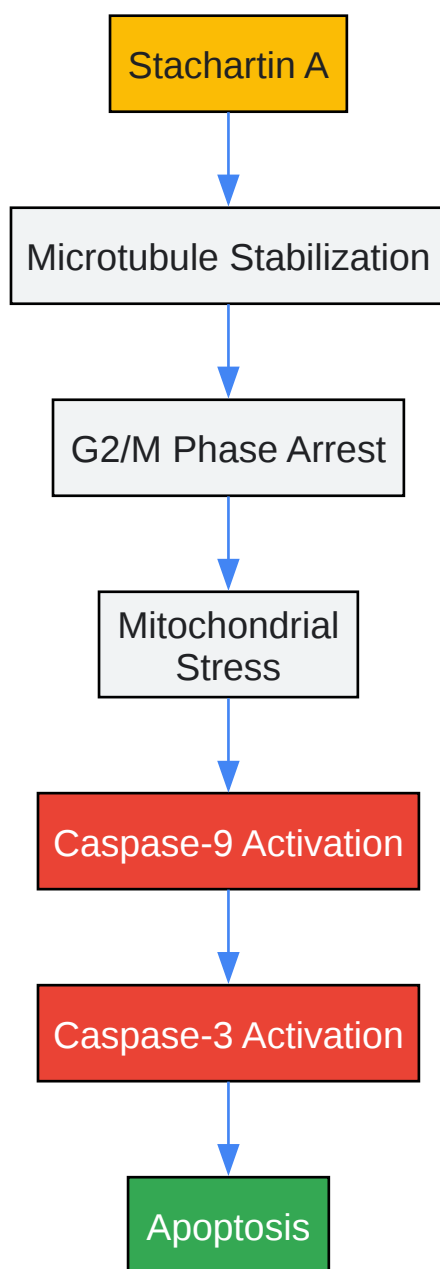 Stachartin A
Microtubule Stabilization
G2/M Phase Arrest
Mitochondrial
Stress
Caspase-9 Activation
Caspase-3 Activation
Apoptosis